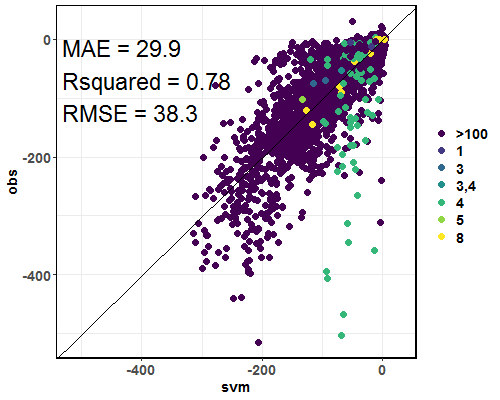 MAE = 29.9
Rsquared = 0.78
RMSE = 38.3
0
-200
-400
obs
-400 -200 0
svm
>100
1
3
3,4
4
5
8